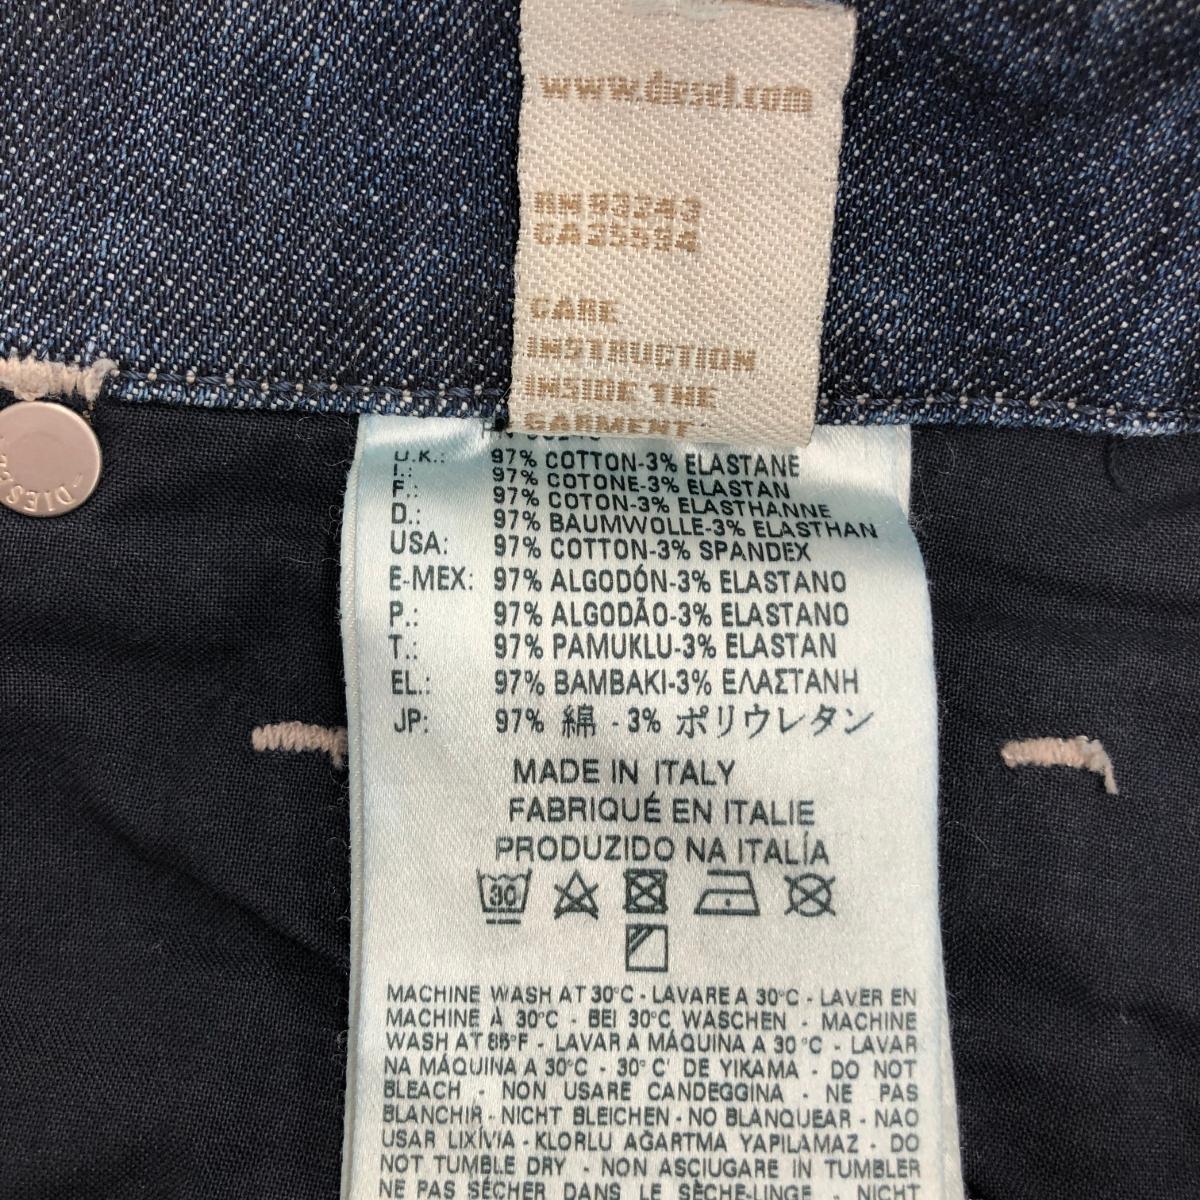 www.diesel.com
RN93243
CA25594
CARE
INSTRUCTION
INSIDE THE
GARMENT
U.K.: 97% COTTON-3% ELASTANE
I.: 97% COTONE-3% ELASTAN
F.: 97% COTON-3% ELASTHANNE
D.: 97% BAUMWOLLE-3% ELASTHAN
USA: 97% COTTON-3% SPANDEX
E-MEX: 97% ALGODÓN-3% ELASTANO
P.: 97% ALGODÃO-3% ELASTANO
T.: 97% PAMUKLU-3% ELASTAN
EL.: 97% BAMBAKI-3% ΕΛΑΣΤΑΝΗ
JP: 97% 綿 - 3% ポリウレタン
MADE IN ITALY
FABRIQUÉ EN ITALIE
PRODUZIDO NA ITALÍA
30
MACHINE WASH AT 30°C - LAVARE A 30°C - LAVER EN
MACHINE A 30°C - BEI 30°C WASCHEN - MACHINE
WASH AT 85°F - LAVAR A MÁQUINA A 30°C - LAVAR
NA MÁQUINA A 30°C - 30°C' DE YIKAMA - DO NOT
BLEACH - NON USARE CANDEGGINA - NE PAS
BLANCHIR - NICHT BLEICHEN - NO BLANQUEAR - NAO
USAR LIXÍVIA - KLORLU AĞARTMA YAPILAMAZ - DO
NOT TUMBLE DRY - NON ASCIUGARE IN TUMBLER
NE PAS SÉCHER DANS LE SÈCHE-LINGE - NICHT